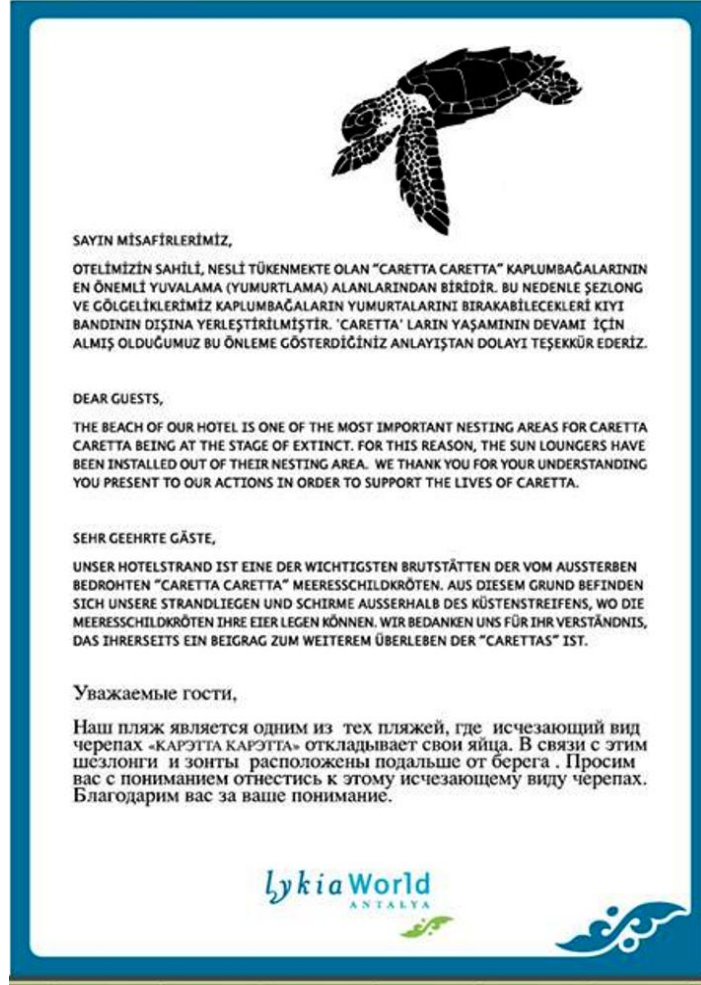 SAYIN MİSAFİRLERİMİZ,
OTELİMİZİN SAHİLİ, NESLİ TÜKENMEKTE OLAN "CARETTA CARETTA" KAPLUMBAĞALARININ
EN ÖNEMLİ YUVALAMA (YUMURTLAMA) ALANLARINDAN BİRİDİR. BU NEDENLE ŞEZLONG
VE GÖLGELİKLERİMİZ KAPLUMBAĞALARIN YUMURTALARINI BIRAKABİLECEKLERİ KIYI
BANDININ DIŞINA YERLEŞTİRİLMİŞTİR. 'CARETTA' LARIN YAŞAMININ DEVAMI İÇİN
ALMIŞ OLDUĞUMUZ BU ÖNLEME GÖSTERDİĞİNİZ ANLAYIŞTAN DOLAYI TEŞEKKÜR EDERİZ.
DEAR GUESTS,
THE BEACH OF OUR HOTEL IS ONE OF THE MOST IMPORTANT NESTING AREAS FOR CARETTA
CARETTA BEING AT THE STAGE OF EXTINCT. FOR THIS REASON, THE SUN LOUNGERS HAVE
BEEN INSTALLED OUT OF THEIR NESTING AREA. WE THANK YOU FOR YOUR UNDERSTANDING
YOU PRESENT TO OUR ACTIONS IN ORDER TO SUPPORT THE LIVES OF CARETTA.
SEHR GEEHRTE GÄSTE,
UNSER HOTELSTRAND IST EINE DER WICHTIGSTEN BRUTSTÄTTEN DER VOM AUSSTERBEN
BEDROHTEN "CARETTA CARETTA" MEERESSCHILDKRÖTEN. AUS DIESEM GRUND BEFINDEN
SICH UNSERE STRANDLIEGEN UND SCHIRME AUSSERHALB DES KÜSTENSTREIFENS, WO DIE
MEERESSCHILDKRÖTEN IHRE EIER LEGEN KÖNNEN. WIR BEDANKEN UNS FÜR IHR VERSTÄNDNIS,
DAS IHRERSEITS EIN BEIGRAG ZUM WEITEREM ÜBERLEBEN DER "CARETTAS" IST.
Уважаемые гости,
Наш пляж является одним из тех пляжей, где исчезающий вид
черепах «КАРЭТТА КАРЭТТА» откладывает свои яйца. В связи с этим
шезлонги и зонты расположены подальше от берега . Просим
вас с пониманием отнестись к этому исчезающему виду черепах.
Благодарим вас за ваше понимание.
lykia World
ANTALYA